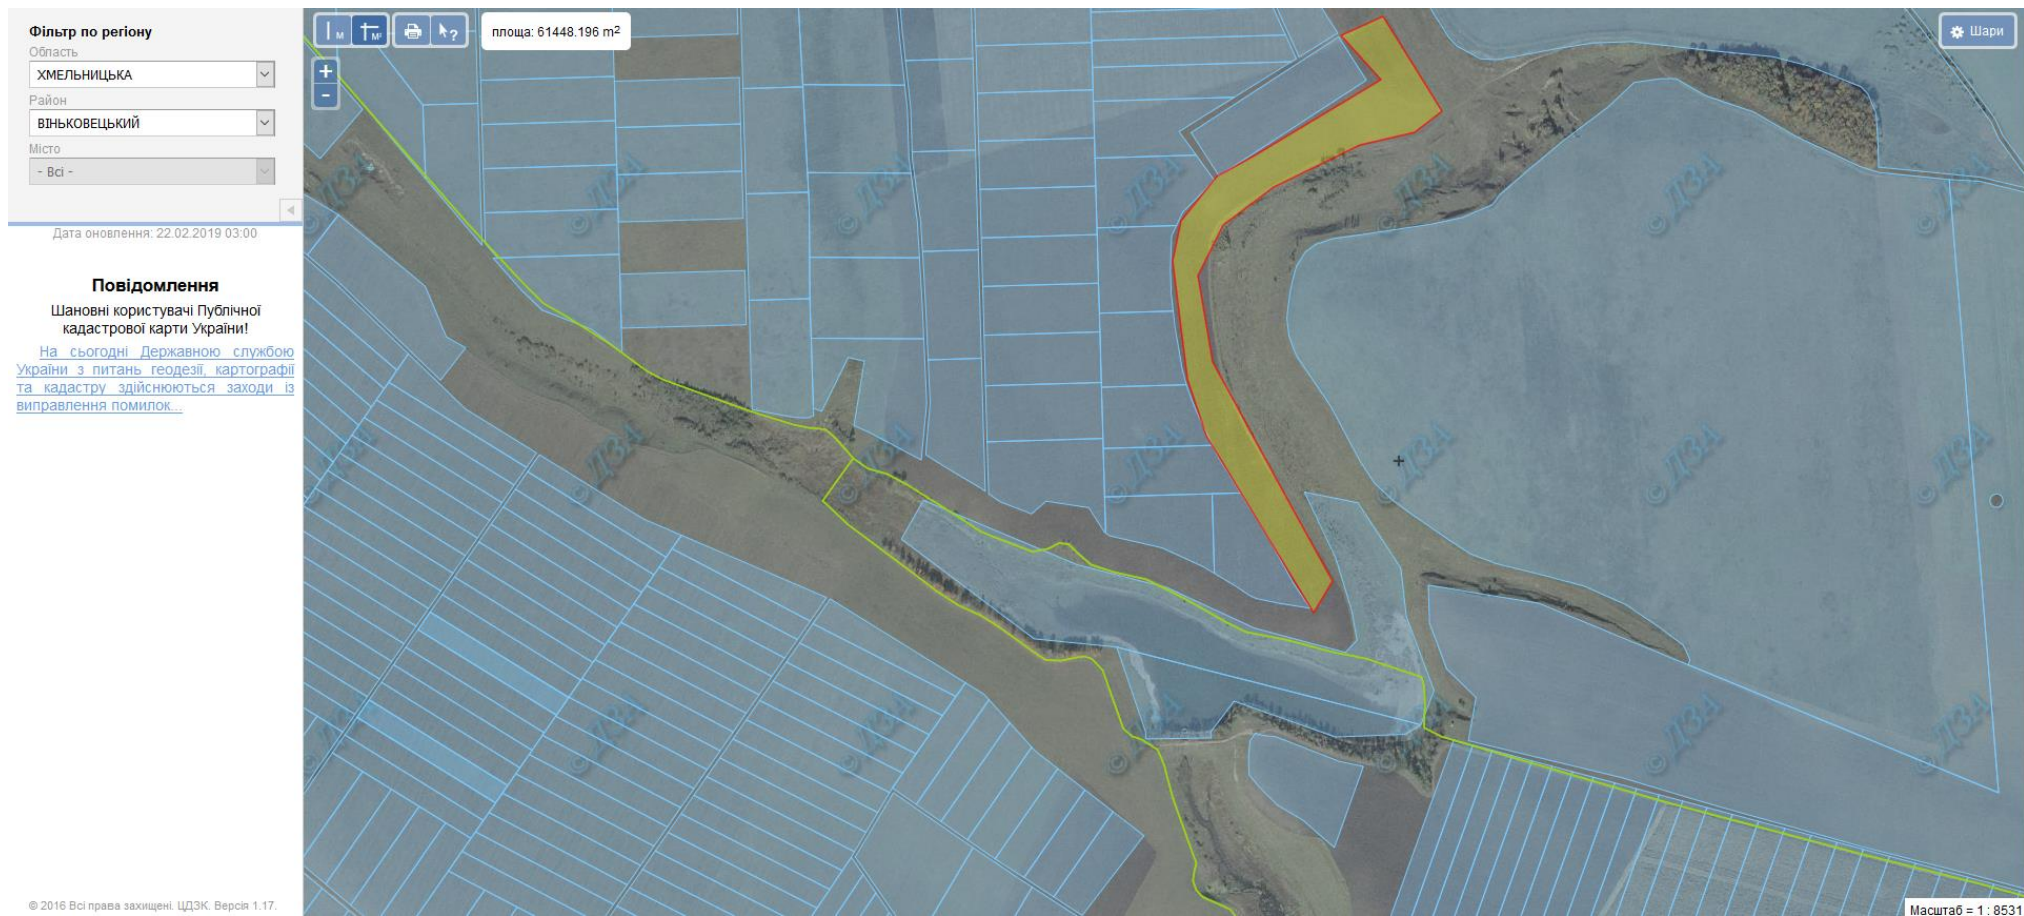 Фільтр по регіону
Область
ХМЕЛЬНИЦЬКА
Район
ВІНЬКОВЕЦЬКИЙ
Місто
- Всі -
Дата оновлення: 22.02.2019 03:00
Повідомлення
Шановні користувачі Публічної
кадастрової карти України!
На сьогодні Державною службою
України з питань геодезії, картографії
та кадастру здійснюються заходи із
виправлення помилок...
© 2016 Всі права захищені. ЦДЗК. Версія 1.17.
м
м²
?
площа: 61448.196 m²
Шари
+
-
© ДЗА
Масштаб = 1 : 8531